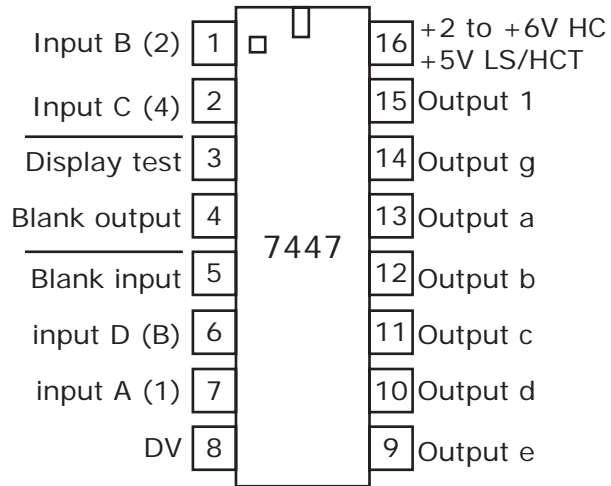 Input B (2) 1
Input C (4) 2
Display test 3
Blank output 4
Blank input 5
input D (B) 6
input A (1) 7
DV 8
7447
16 +2 to +6V HC
+5V LS/HCT
15 Output 1
14 Output g
13 Output a
12 Output b
11 Output c
10 Output d
9 Output e